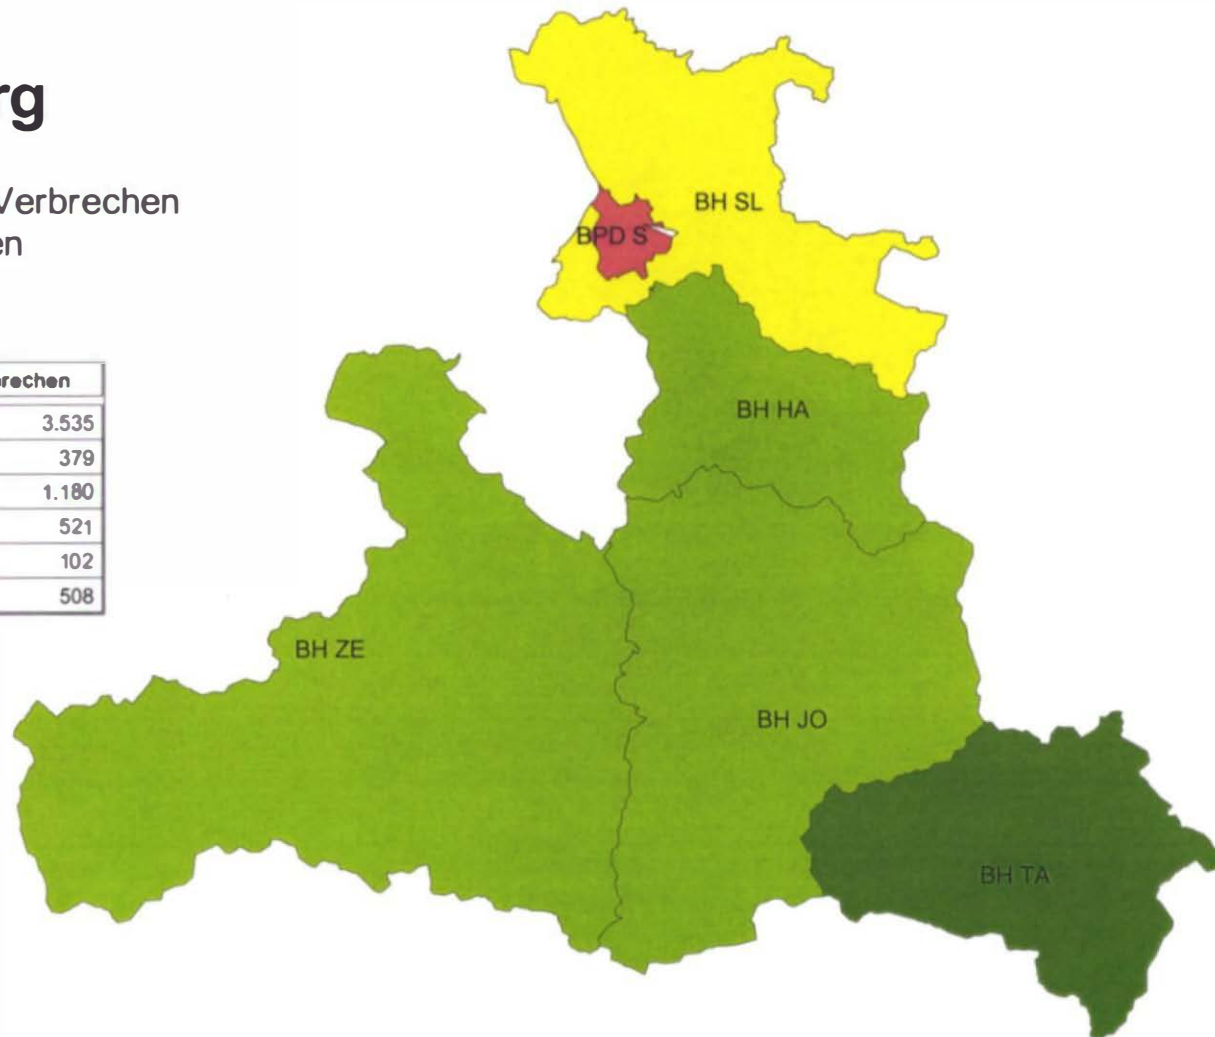 rg
Verbrechen
en
brechen
3.535
379
1.180
521
102
508
BH SL
BPD S
BH HA
BH ZE
BH JO
BH TA